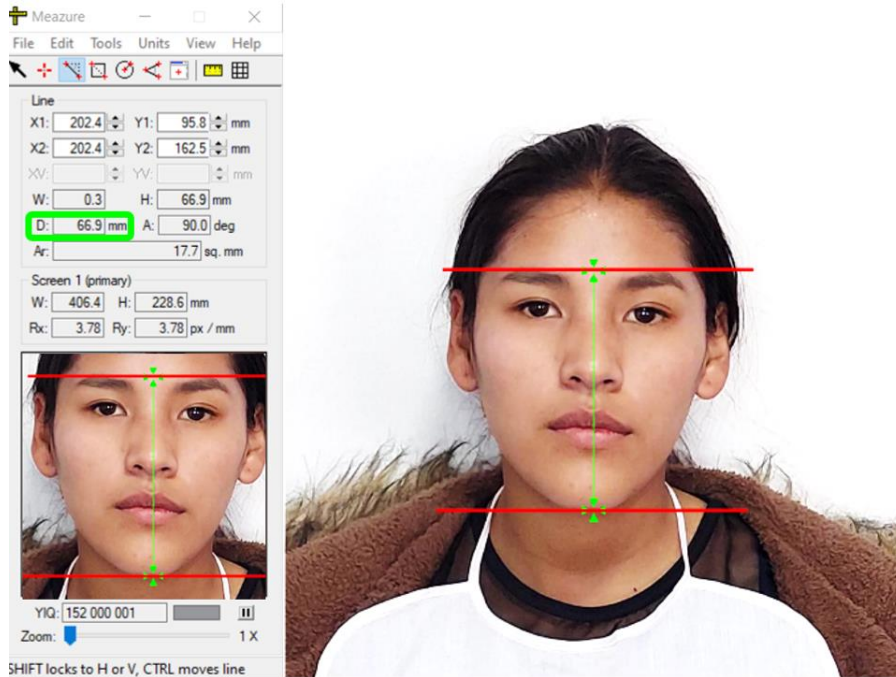 Meazure
File Edit Tools Units View Help
Line
X1: 202.4 Y1: 95.8 mm
X2: 202.4 Y2: 162.5 mm
XV: YV: mm
W: 0.3 H: 66.9 mm
D: 66.9 mm A: 90.0 deg
Ar: 17.7 sq. mm
Screen 1 (primary)
W: 406.4 H: 228.6 mm
Rx: 3.78 Ry: 3.78 px / mm
YIQ: 152 000 001
Zoom: 1 X
SHIFT locks to H or V, CTRL moves line